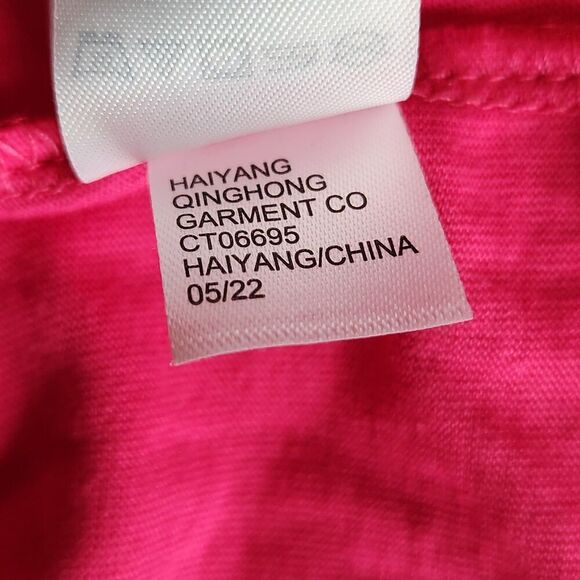 HAIYANG
QINGHONG
GARMENT CO
CT06695
HAIYANG/CHINA
05/22